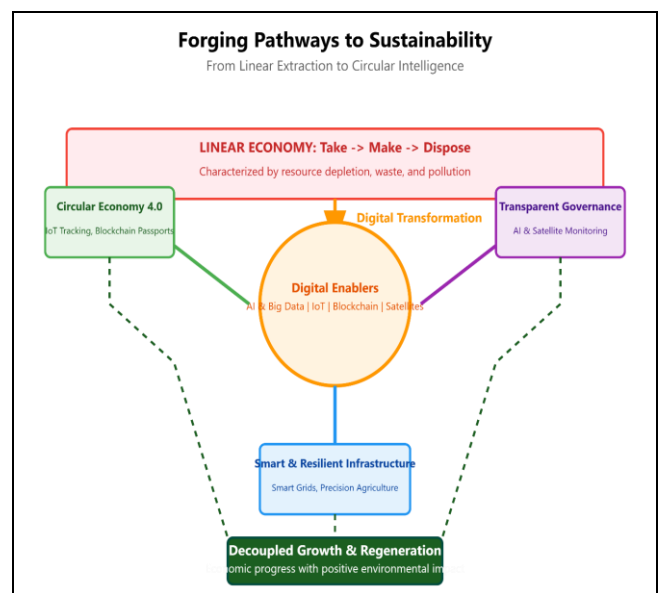 Forging Pathways to Sustainability
From Linear Extraction to Circular Intelligence
LINEAR ECONOMY: Take -> Make -> Dispose
Characterized by resource depletion, waste, and pollution
Circular Economy 4.0
IoT Tracking, Blockchain Passports
Transparent Governance
AI & Satellite Monitoring
Digital Transformation
Digital Enablers
AI & Big Data | IoT | Blockchain | Satellites
Smart & Resilient Infrastructure
Smart Grids, Precision Agriculture
Decoupled Growth & Regeneration
progress with positive environmental